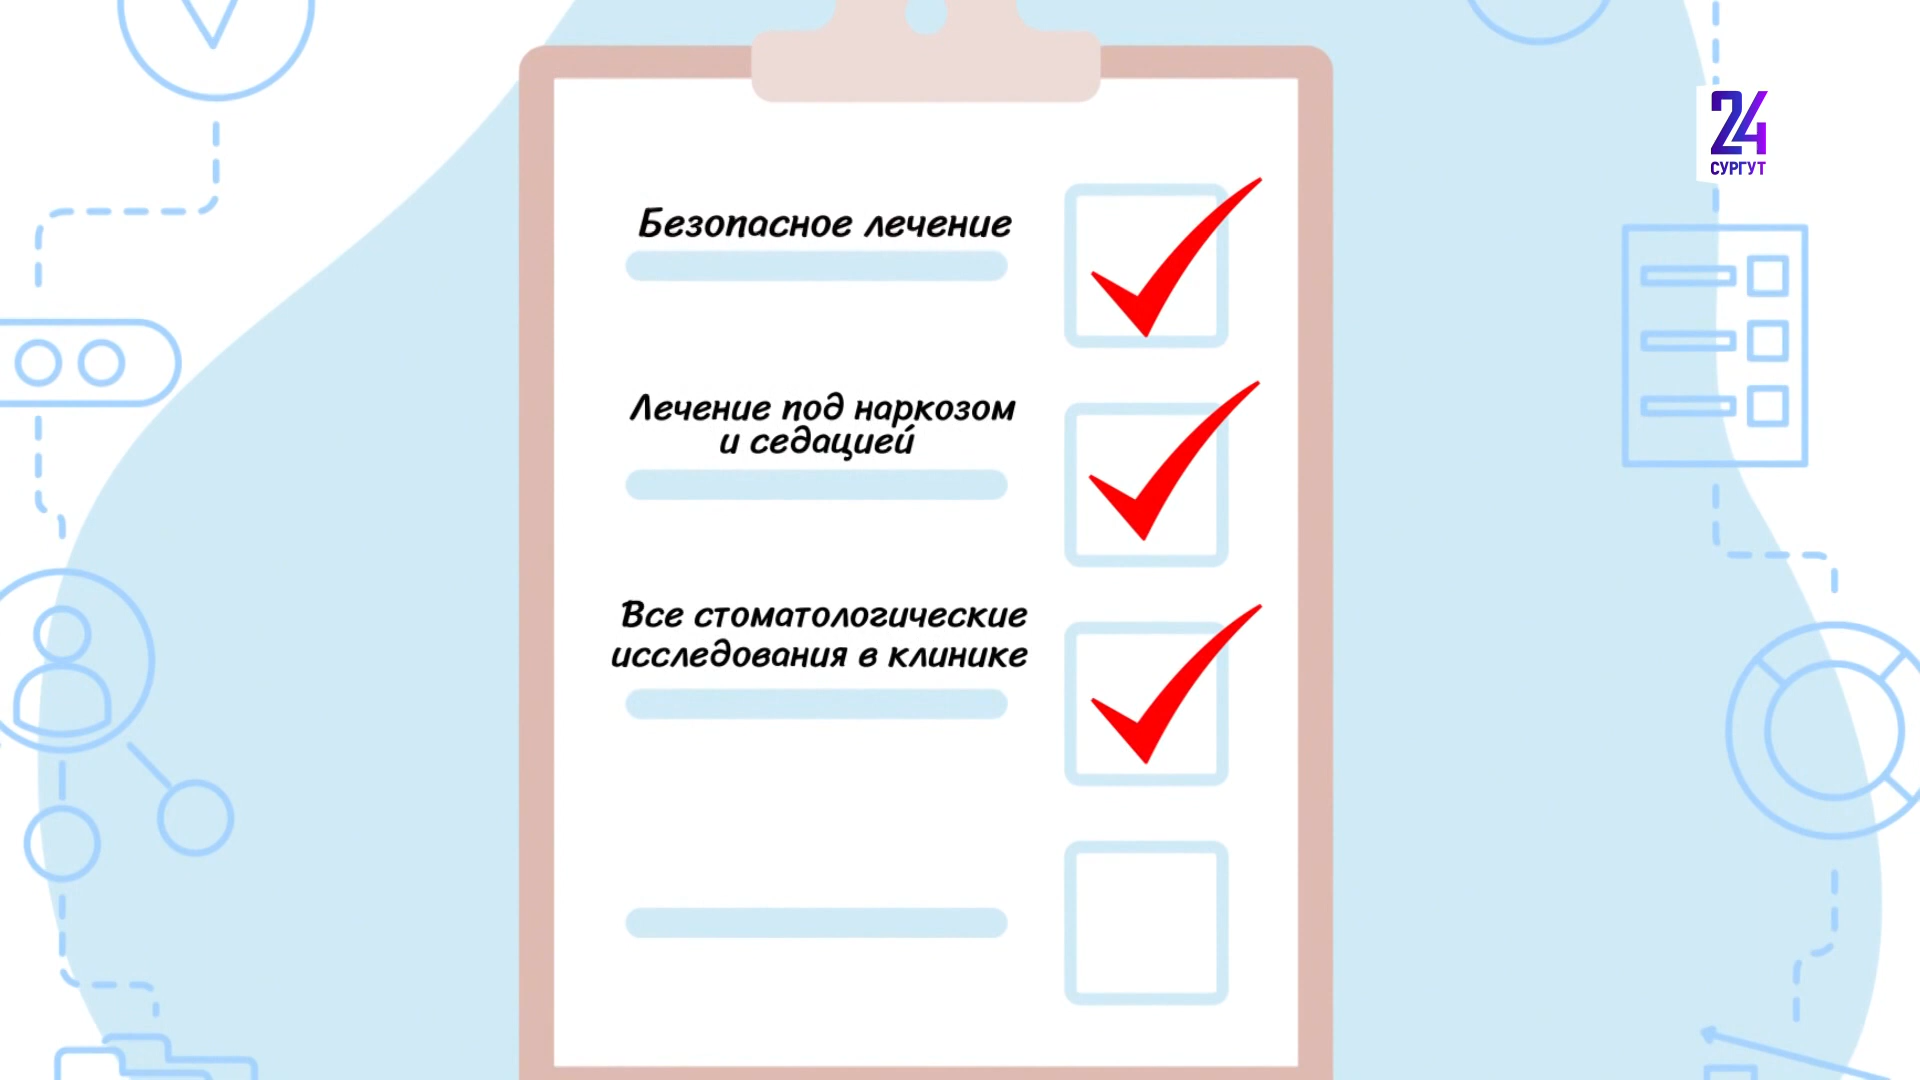 24
СУРГУТ
Безопасное лечение
Лечение под наркозом
и седацией
Все стоматологические
исследования в клинике